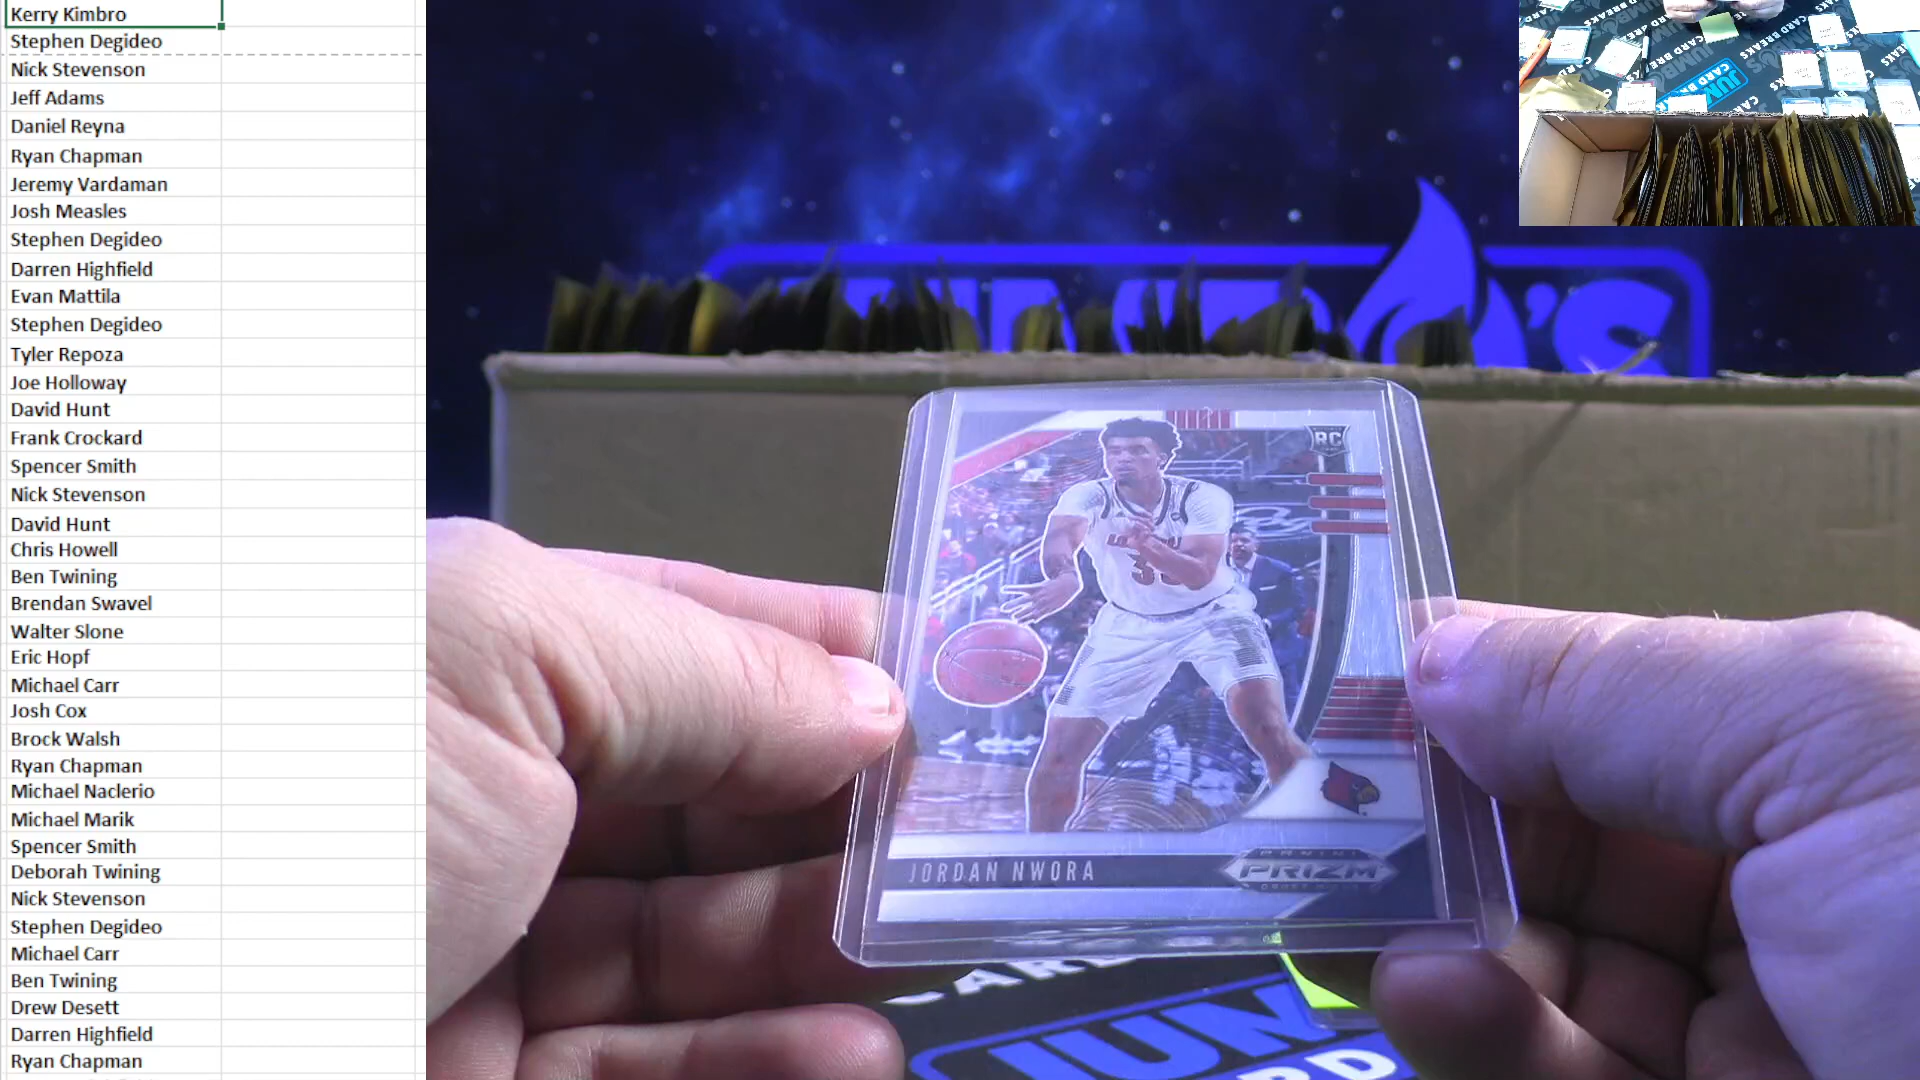 Kerry Kimbro
Stephen Degideo
Nick Stevenson
Jeff Adams
Daniel Reyna
Ryan Chapman
Jeremy Vardaman
Josh Measles
Stephen Degideo
Darren Highfield
Evan Mattila
Stephen Degideo
Tyler Repoza
Joe Holloway
David Hunt
Frank Crockard
Spencer Smith
Nick Stevenson
David Hunt
Chris Howell
Ben Twining
Brendan Swavel
Walter Slone
Eric Hopf
Michael Carr
Josh Cox
Brock Walsh
Ryan Chapman
Michael Naclerio
Michael Marik
Spencer Smith
Deborah Twining
Nick Stevenson
Stephen Degideo
Michael Carr
Ben Twining
Drew Desett
Darren Highfield
Ryan Chapman
CARD BREAKS
RC
JORDAN NWORA
PANINI
PRIZM